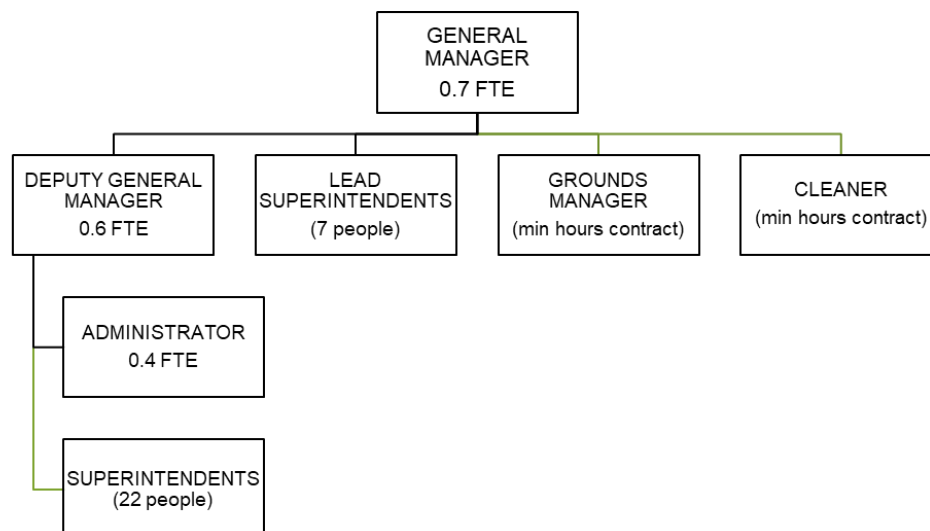 GENERAL
MANAGER
0.7 FTE
DEPUTY GENERAL
MANAGER
0.6 FTE
LEAD
SUPERINTENDENTS
(7 people)
GROUNDS
MANAGER
(min hours contract)
CLEANER
(min hours contract)
ADMINISTRATOR
0.4 FTE
SUPERINTENDENTS
(22 people)